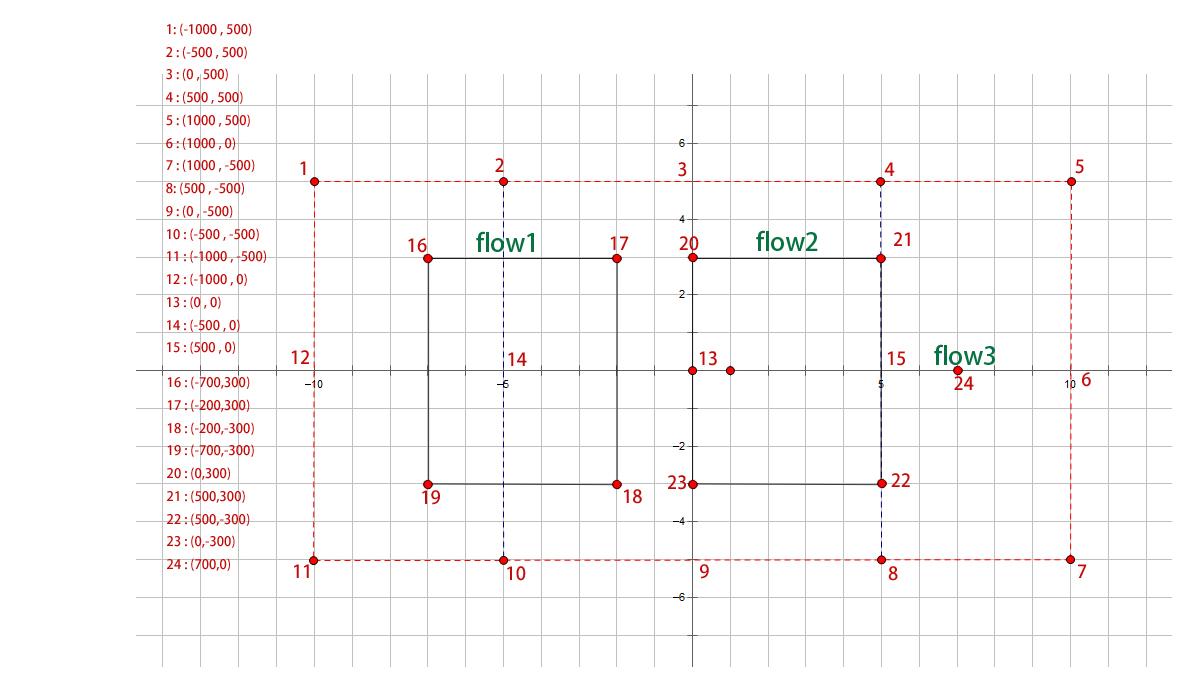 1: (-1000 , 500)
2 : (-500 , 500)
3 : (0 , 500)
4 : (500 , 500)
5 : (1000 , 500)
6 : (1000 , 0)
7 : (1000 , -500)
8: (500 , -500)
9 : (0 , -500)
10 : (-500 , -500)
11 : (-1000 , -500)
12 : (-1000 , 0)
13 : (0 , 0)
14 : (-500 , 0)
15 : (500 , 0)
16 : (-700,300)
17 : (-200,300)
18 : (-200,-300)
19 : (-700,-300)
20 : (0,300)
21 : (500,300)
22 : (500,-300)
23 : (0,-300)
24 : (700,0)
6
1 2 3 4 5
4
16 flow1 17 20 flow2 21
2
12 14 13 15 flow3
−10 −5 5 24 10 6
−2
19 18 23 22
−4
11 10 9 8 7
−6